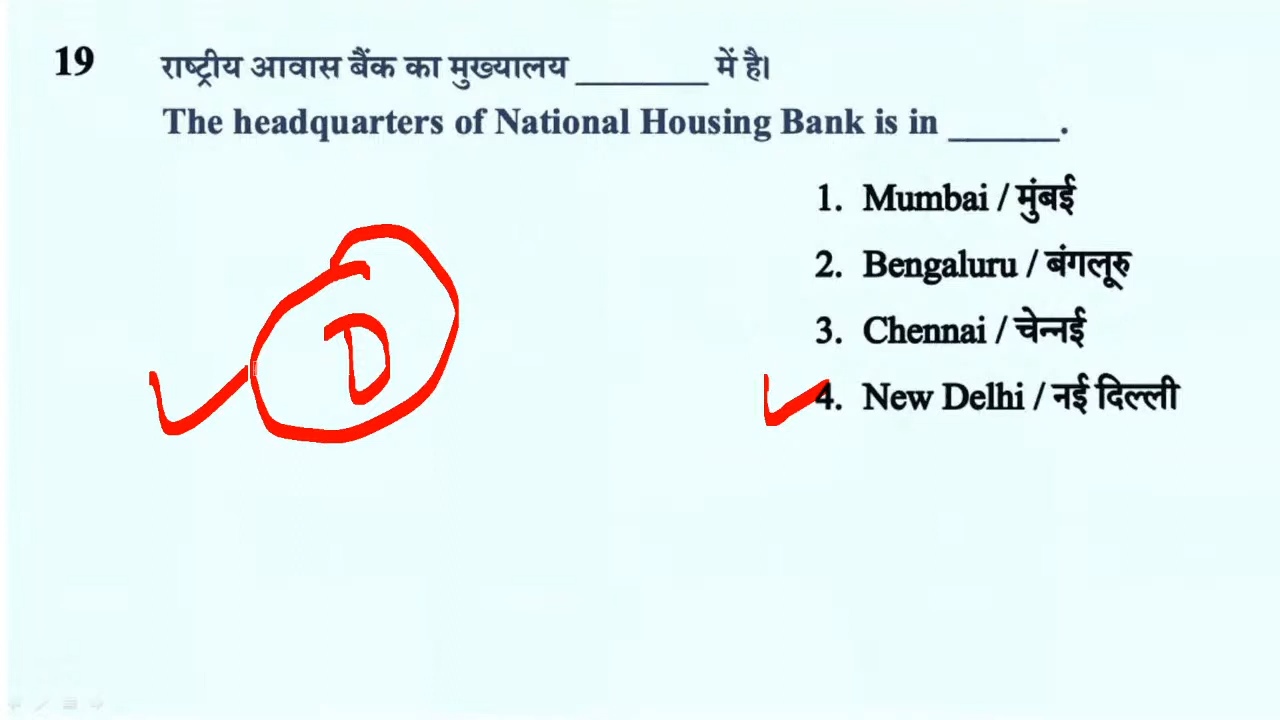 19
राष्ट्रीय आवास बैंक का मुख्यालय ________ में है।
The headquarters of National Housing Bank is in ______.
1. Mumbai / मुंबई
2. Bengaluru / बंगलूरु
3. Chennai / चेन्नई
D
4. New Delhi / नई दिल्ली